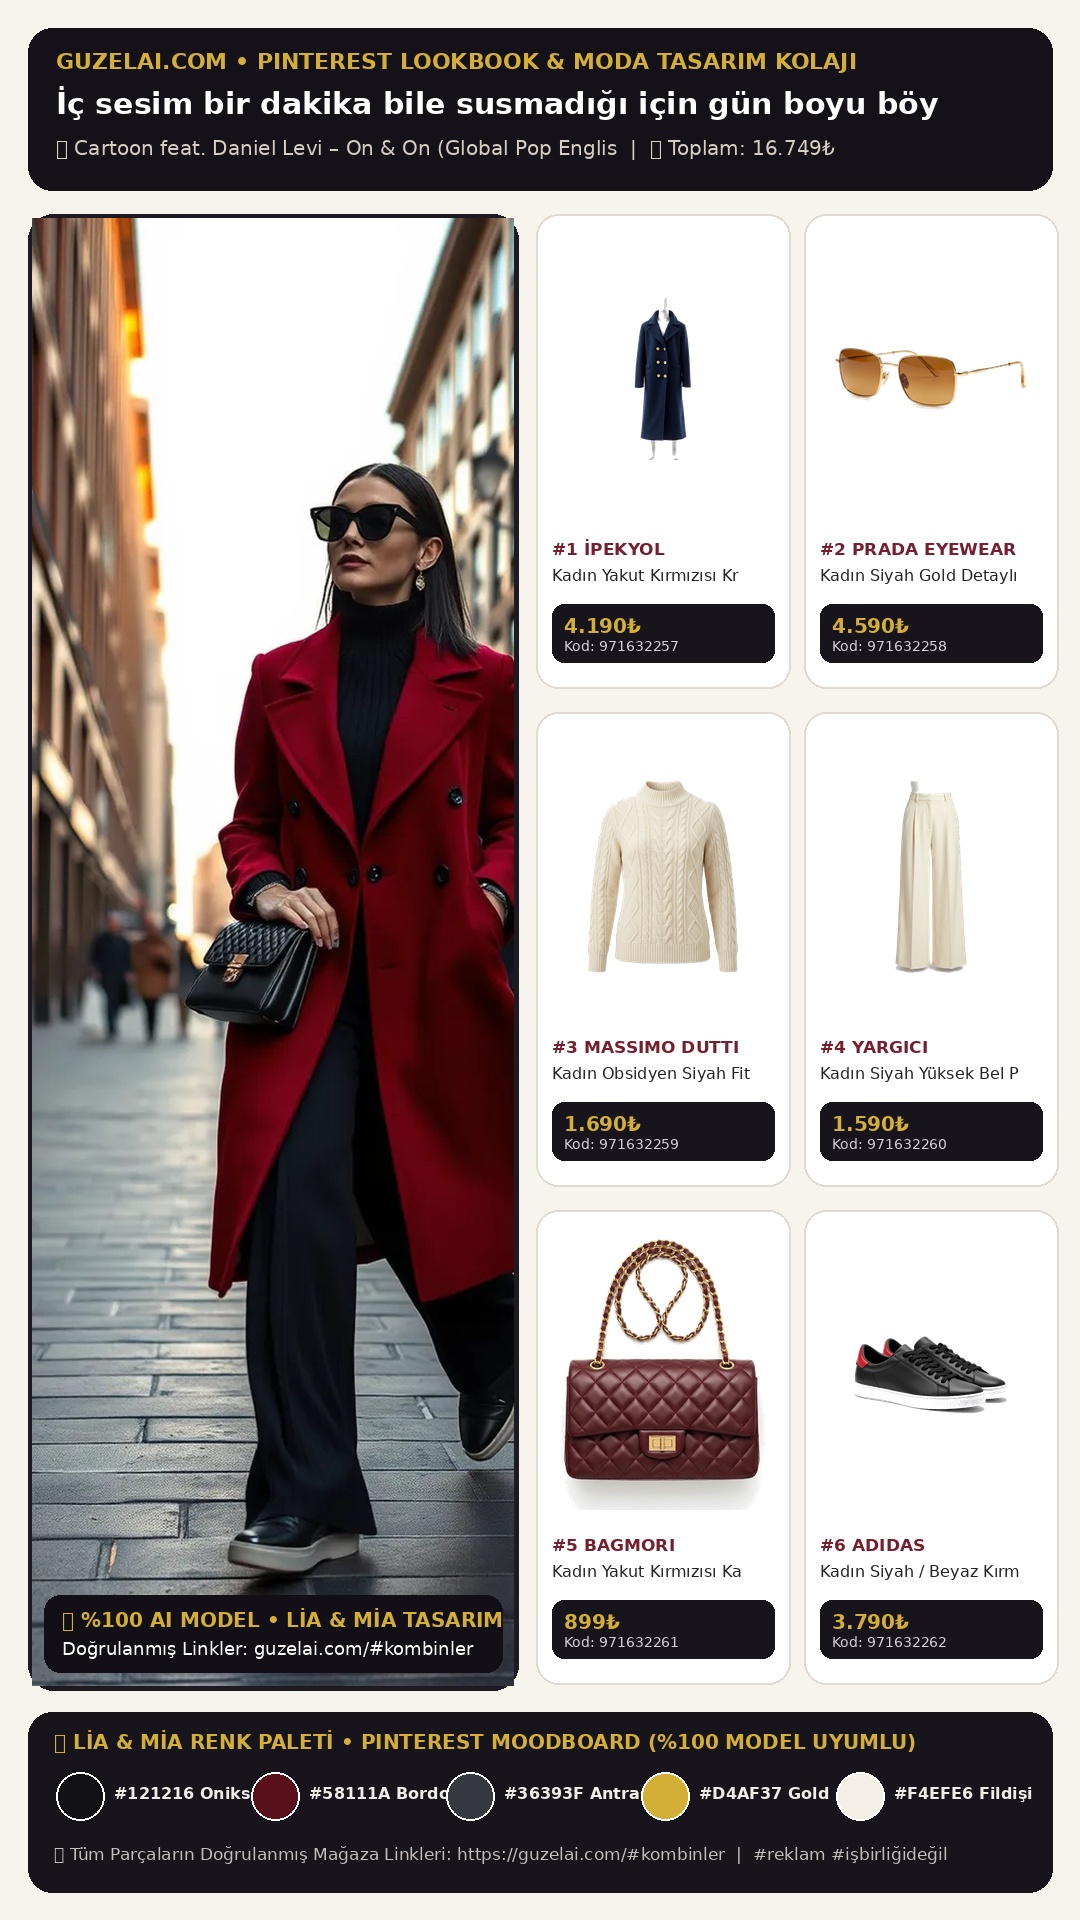 GUZELAI.COM • PINTEREST LOOKBOOK & MODA TASARIM KOLAJI
İç sesim bir dakika bile susmadığı için gün boyu böy
Cartoon feat. Daniel Levi – On & On (Global Pop Englis | Toplam: 16.749₺
#1 İPEKYOL
Kadın Yakut Kırmızısı Kr
4.190₺
Kod: 971632257
#2 PRADA EYEWEAR
Kadın Siyah Gold Detaylı
4.590₺
Kod: 971632258
#3 MASSIMO DUTTI
Kadın Obsidyen Siyah Fit
1.690₺
Kod: 971632259
#4 YARGICI
Kadın Siyah Yüksek Bel P
1.590₺
Kod: 971632260
#5 BAGMORI
Kadın Yakut Kırmızısı Ka
899₺
Kod: 971632261
#6 ADIDAS
Kadın Siyah / Beyaz Kırm
3.790₺
Kod: 971632262
%100 AI MODEL • LİA & MİA TASARIM
Doğrulanmış Linkler: guzelai.com/#kombinler
LİA & MİA RENK PALETİ • PINTEREST MOODBOARD (%100 MODEL UYUMLU)
#121216 Oniks
#58111A Bordo
#36393F Antra
#D4AF37 Gold
#F4EFE6 Fildişi
Tüm Parçaların Doğrulanmış Mağaza Linkleri: https://guzelai.com/#kombinler | #reklam #işbirliğideğil